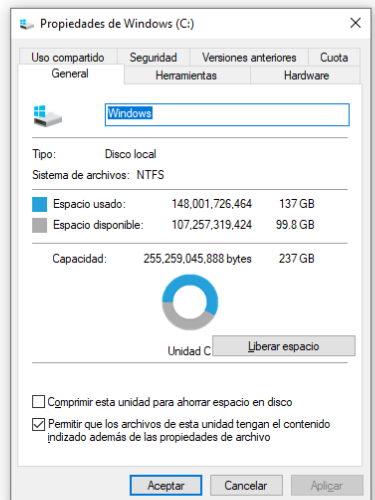 Propiedades de Windows (C:)
Uso compartido Seguridad Versiones anteriores Cuota
General Herramientas Hardware
Windows
Tipo: Disco local
Sistema de archivos: NTFS
Espacio usado: 148,001,726,464 137 GB
Espacio disponible: 107,257,319,424 99.8 GB
Capacidad: 255,259,045,888 bytes 237 GB
Unidad C Liberar espacio
Comprimir esta unidad para ahorrar espacio en disco
Permitir que los archivos de esta unidad tengan el contenido
indizado además de las propiedades de archivo
Aceptar Cancelar Aplicar